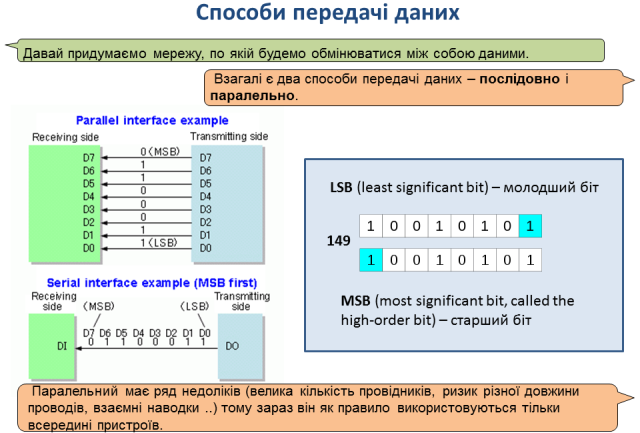 Способи передачі даних
Давай придумаємо мережу, по якій будемо обмінюватися між собою даними.
Взагалі є два способи передачі даних – послідовно і
паралельно.
Parallel interface example
Receiving side Transmitting side
D7 0 (MSB) D7
D6 1 D6
D5 1 D5
D4 0 D4
D3 0 D3
D2 0 D2
D1 1 D1
D0 1 (LSB) D0
Serial interface example (MSB first)
Receiving side (MSB) (LSB) Transmitting side
D7 D6 D5 D4 D3 D2 D1 D0
0 1 1 0 0 0 1 1
DI DO
LSB (least significant bit) – молодший біт
1 0 0 1 0 1 0 1
149
1 0 0 1 0 1 0 1
MSB (most significant bit, called the
high-order bit) – старший біт
Паралельний має ряд недоліків (велика кількість провідників, ризик різної довжини
проводів, взаємні наводки ..) тому зараз він як правило використовуються тільки
всередині пристроїв.